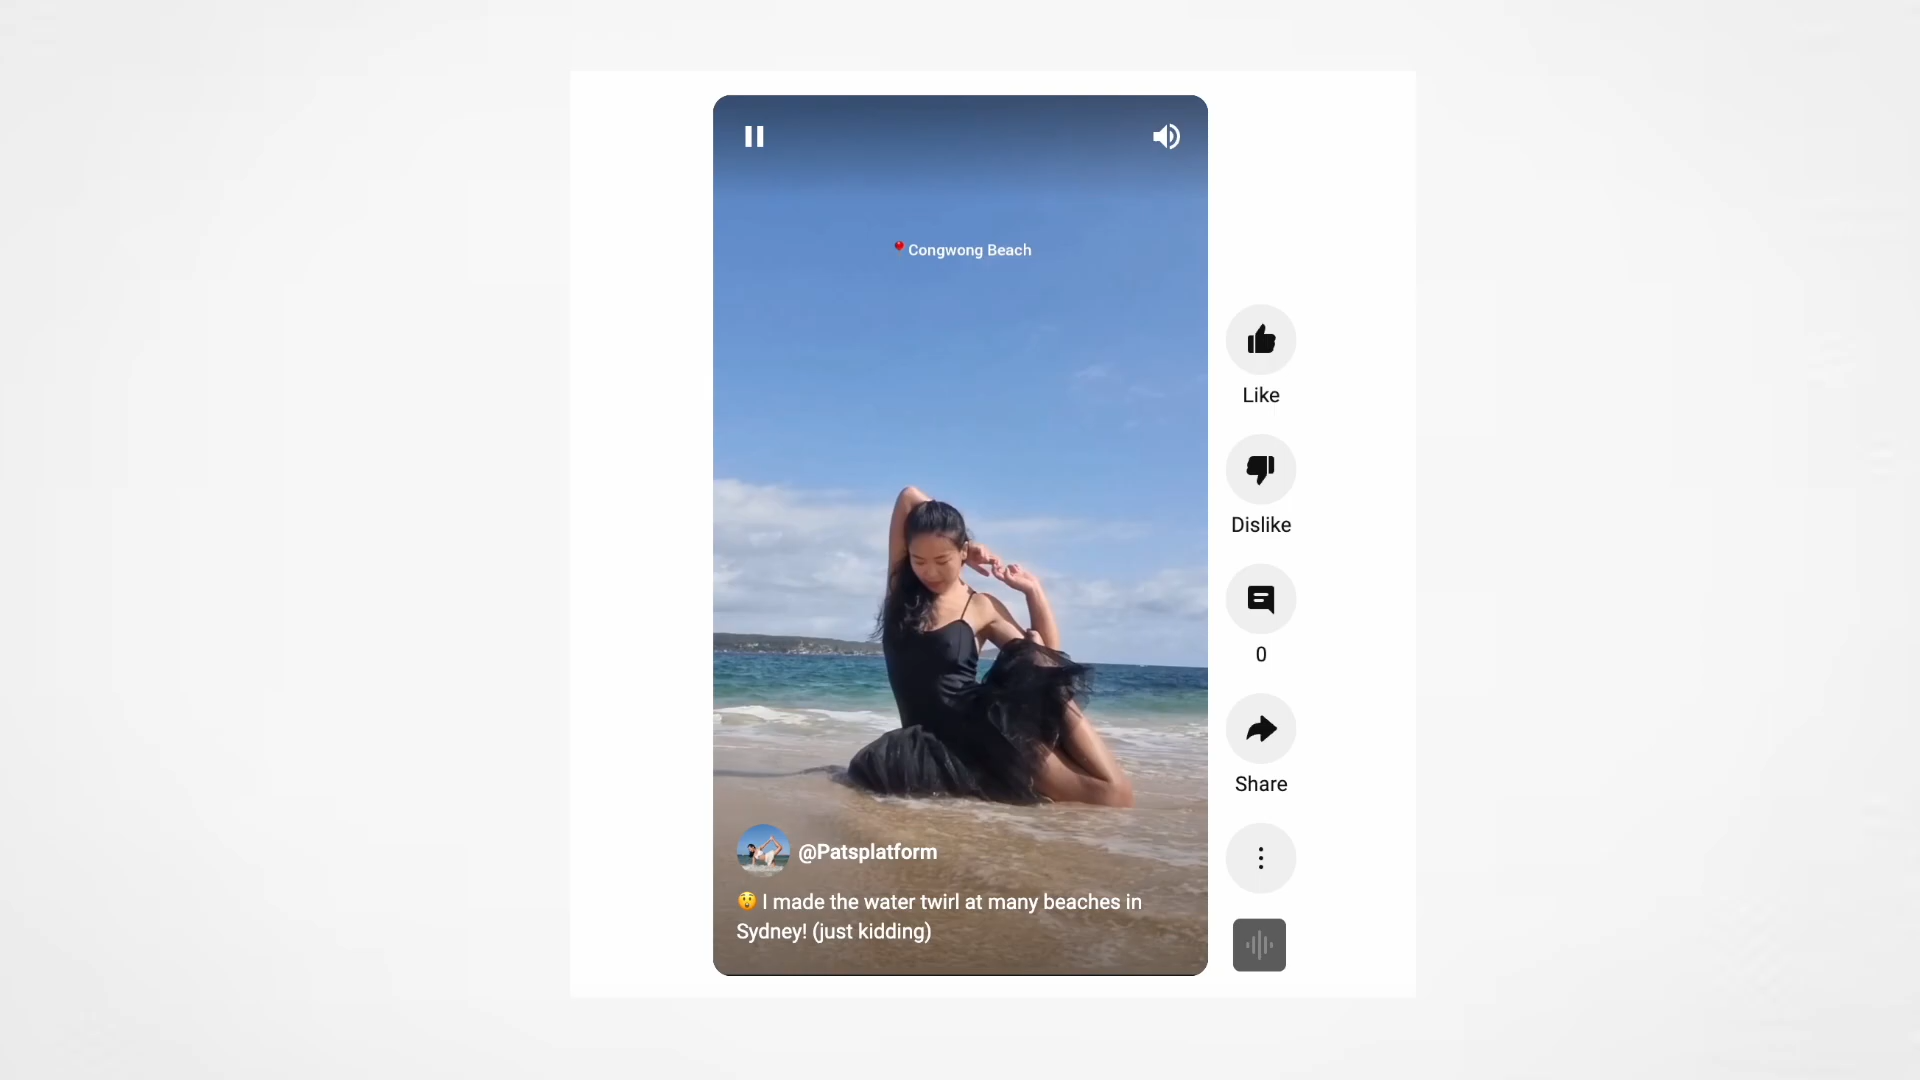 📍Congwong Beach
Like
Dislike
0
Share
@Patsplatform
😲 I made the water twirl at many beaches in
Sydney! (just kidding)